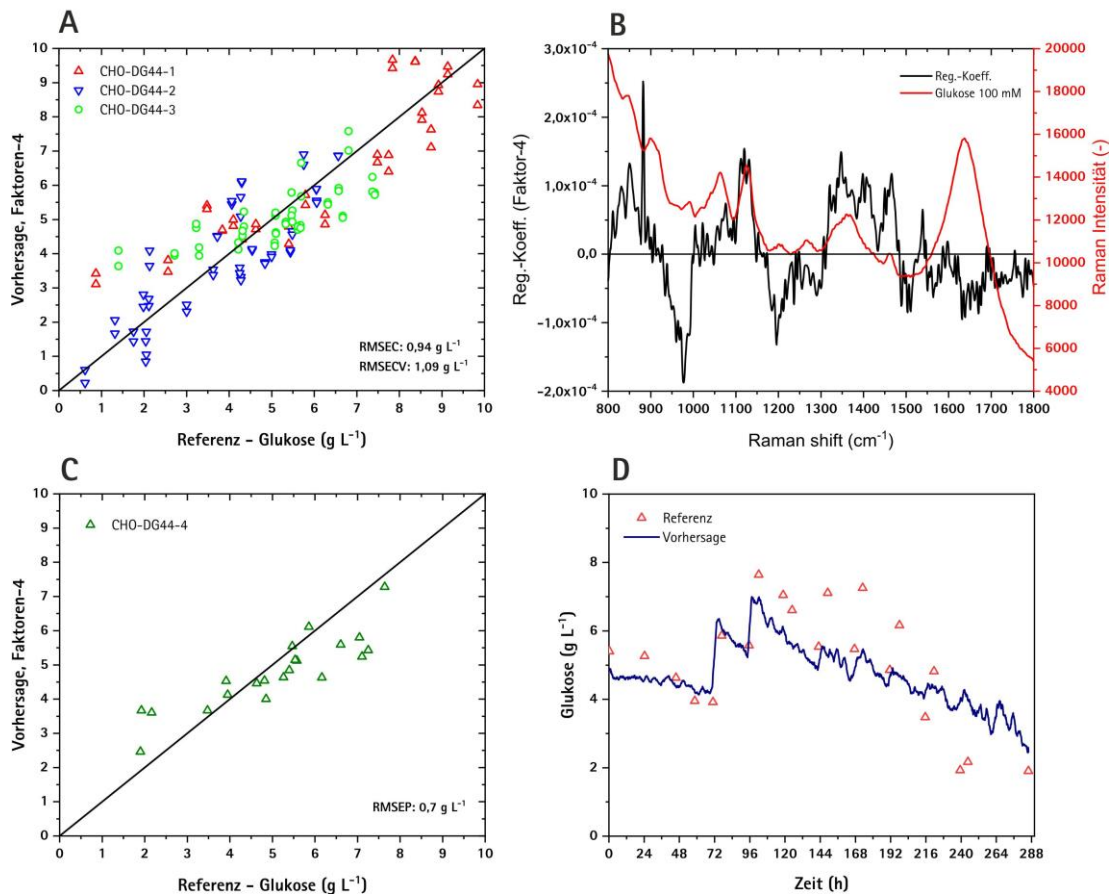 A
Vorhersage, Faktoren-4
10
9
8
7
6
5
4
3
2
1
0
CHO-DG44-1
CHO-DG44-2
CHO-DG44-3
RMSEC: 0,94 g L⁻¹
RMSECV: 1,09 g L⁻¹
0 1 2 3 4 5 6 7 8 9 10
Referenz - Glukose (g L⁻¹)
B
Reg.-Koeff. (Faktor-4)
3,0x10⁻⁴
2,0x10⁻⁴
1,0x10⁻⁴
0,0
-1,0x10⁻⁴
-2,0x10⁻⁴
Reg.-Koeff.
Glukose 100 mM
20000
18000
16000
14000
12000
10000
8000
6000
4000
Raman Intensität (-)
800 900 1000 1100 1200 1300 1400 1500 1600 1700 1800
Raman shift (cm⁻¹)
C
Vorhersage, Faktoren-4
10
9
8
7
6
5
4
3
2
1
0
CHO-DG44-4
RMSEP: 0,7 g L⁻¹
0 1 2 3 4 5 6 7 8 9 10
Referenz - Glukose (g L⁻¹)
D
Glukose (g L⁻¹)
10
8
6
4
2
0
Referenz
Vorhersage
0 24 48 72 96 120 144 168 192 216 240 264 288
Zeit (h)